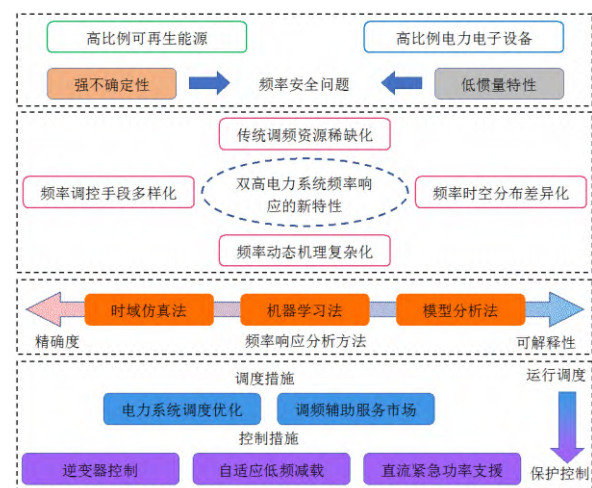 高比例可再生能源
高比例电力电子设备
强不确定性
频率安全问题
低惯量特性
传统调频资源稀缺化
频率调控手段多样化
双高电力系统频率响
应的新特性
频率时空分布差异化
频率动态机理复杂化
时域仿真法
机器学习法
模型分析法
精确度
频率响应分析方法
可解释性
调度措施
运行调度
电力系统调度优化
调频辅助服务市场
控制措施
逆变器控制
自适应低频减载
直流紧急功率支援
保护控制